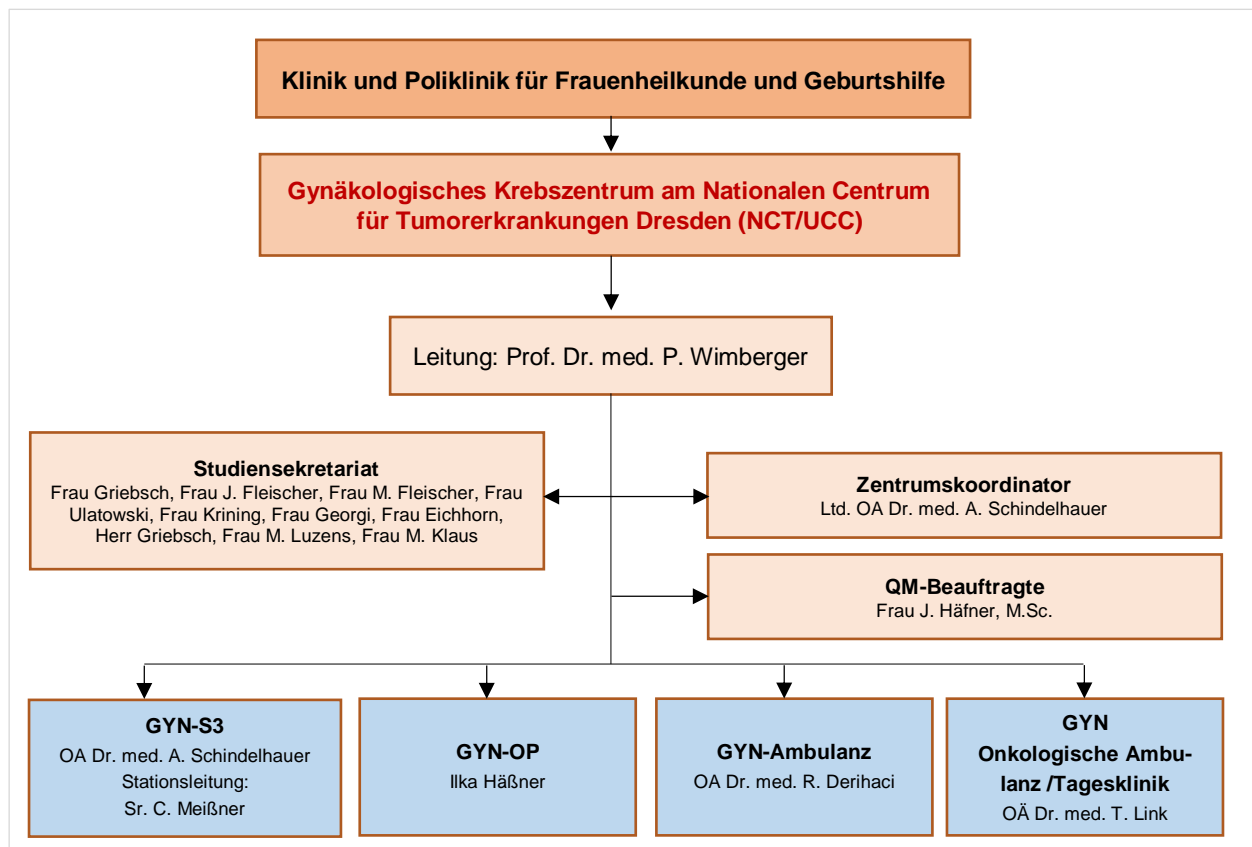 Klinik und Poliklinik für Frauenheilkunde und Geburtshilfe
Gynäkologisches Krebszentrum am Nationalen Centrum
für Tumorerkrankungen Dresden (NCT/UCC)
Leitung: Prof. Dr. med. P. Wimberger
Studiensekretariat
Frau Griebsch, Frau J. Fleischer, Frau M. Fleischer, Frau
Ulatowski, Frau Krining, Frau Georgi, Frau Eichhorn,
Herr Griebsch, Frau M. Luzens, Frau M. Klaus
Zentrumskoordinator
Ltd. OA Dr. med. A. Schindelhauer
QM-Beauftragte
Frau J. Häfner, M.Sc.
GYN-S3
OA Dr. med. A. Schindelhauer
Stationsleitung:
Sr. C. Meißner
GYN-OP
Ilka Häßner
GYN-Ambulanz
OA Dr. med. R. Derihaci
GYN
Onkologische Ambu-
lanz /Tagesklinik
OÄ Dr. med. T. Link